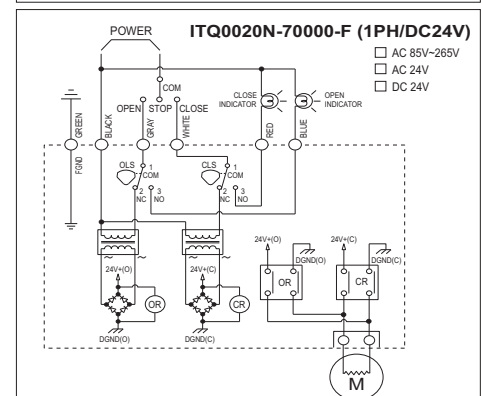 POWER
ITQ0020N-70000-F (1PH/DC24V)
AC 85V~265V
AC 24V
DC 24V
COM
OPEN STOP CLOSE
CLOSE INDICATOR
OPEN INDICATOR
GREEN
BLACK
GRAY
WHITE
RED
BLUE
FGND
OLS
1
COM
2
NC
3
NO
CLS
1
COM
2
NC
3
NO
~ ~
~ ~
24V+(O)
OR
DGND(O)
24V+(C)
CR
DGND(C)
24V+(O)
DGND(O)
OR
24V+(C)
DGND(C)
CR
M